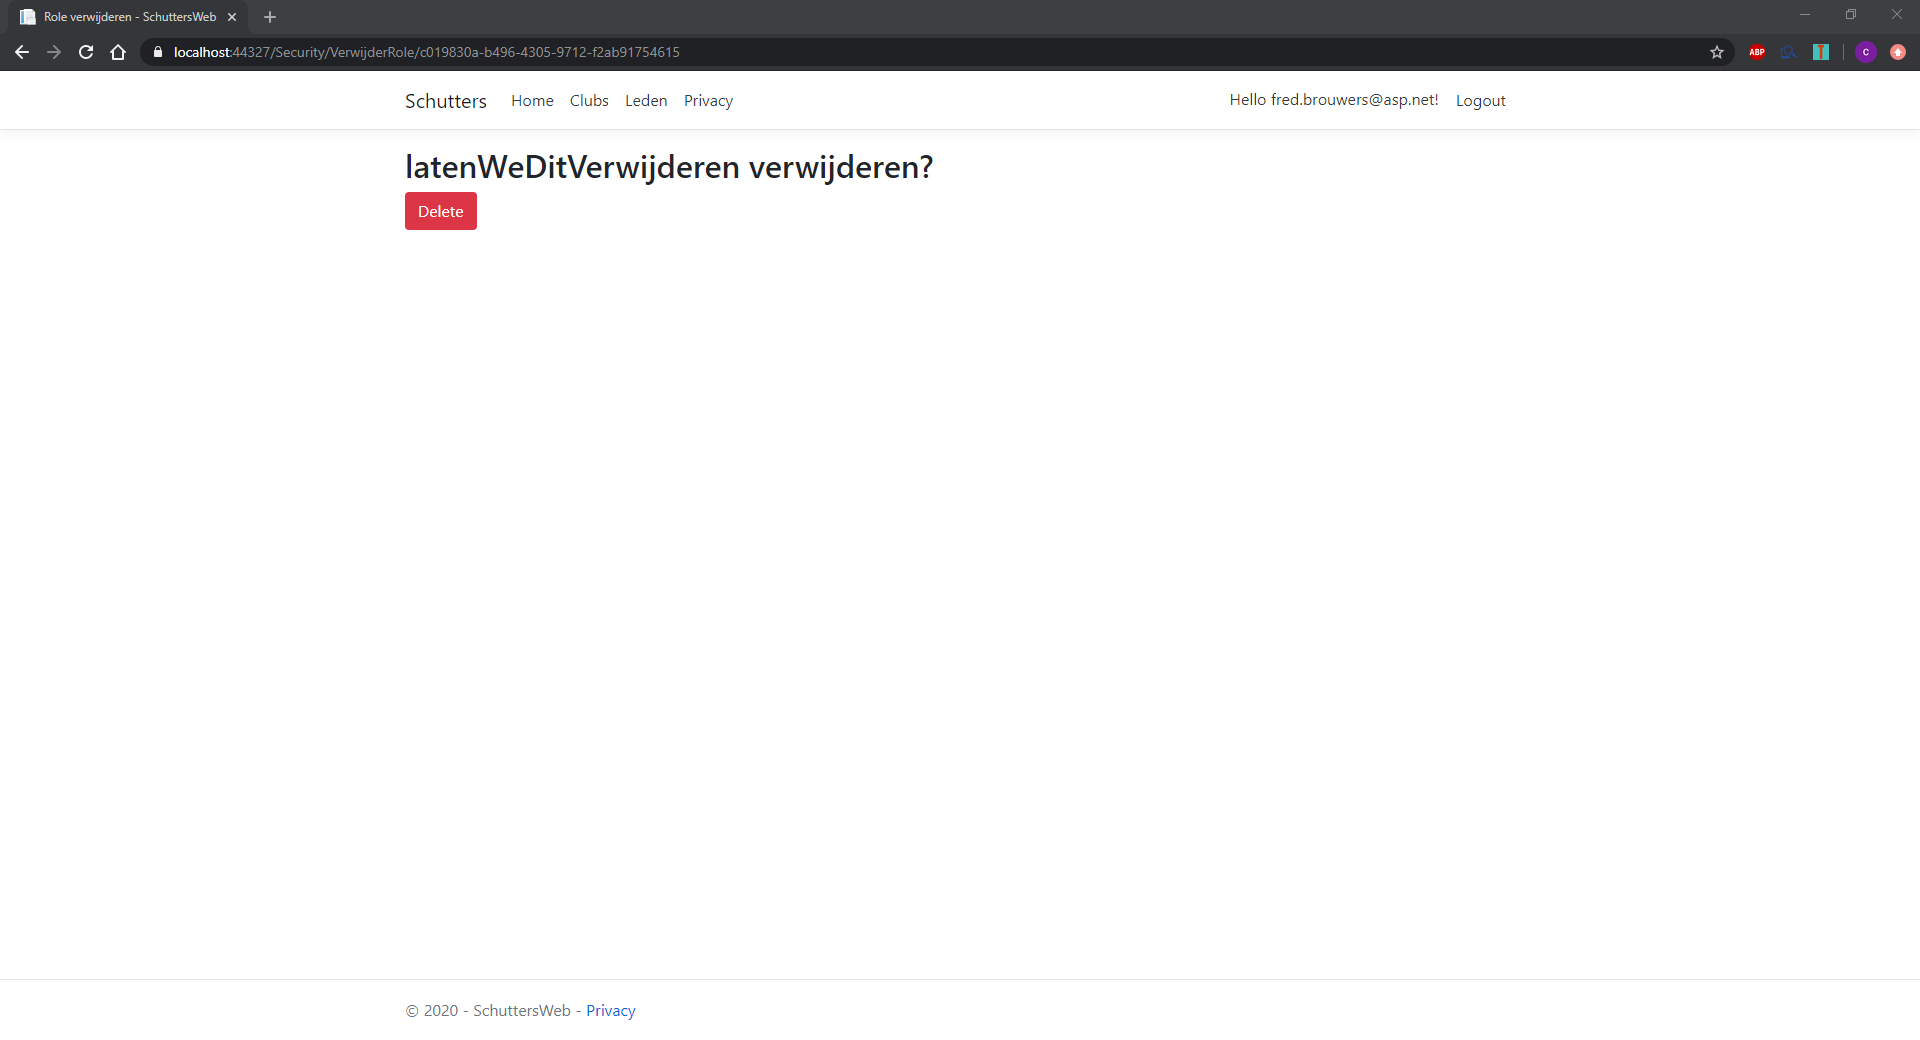 Role verwijderen - SchuttersWeb
localhost:44327/Security/VerwijderRole/c019830a-b496-4305-9712-f2ab91754615
ABP
C
Schutters Home Clubs Leden Privacy Hello fred.brouwers@asp.net! Logout
latenWeDitVerwijderen verwijderen?
Delete
© 2020 - SchuttersWeb - Privacy